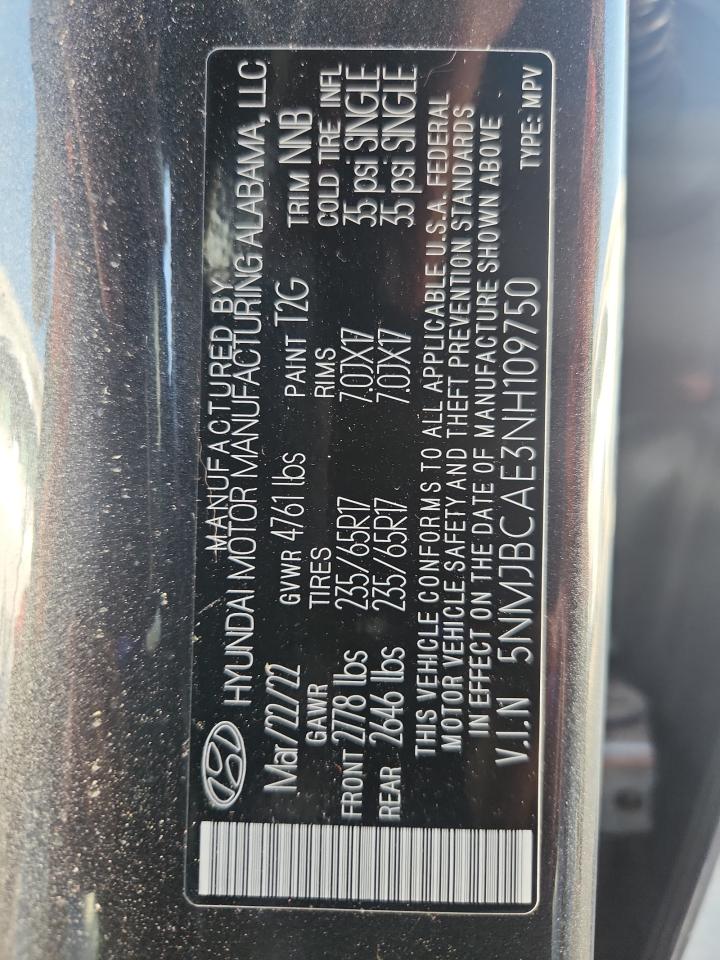 MANUFACTURED BY
HYUNDAI MOTOR MANUFACTURING ALABAMA, LLC
Mar/22/22 GVWR 4761 lbs PAINT T2G TRIM NNB
GAWR TIRES RIMS COLD TIRE INFL
FRONT 2778 lbs 235/65R17 7.0JX17 35 psi SINGLE
REAR 2646 lbs 235/65R17 7.0JX17 35 psi SINGLE
THIS VEHICLE CONFORMS TO ALL APPLICABLE U.S.A. FEDERAL
MOTOR VEHICLE SAFETY AND THEFT PREVENTION STANDARDS
IN EFFECT ON THE DATE OF MANUFACTURE SHOWN ABOVE
V.I.N 5NMJBCAE3NH109750 TYPE: MPV